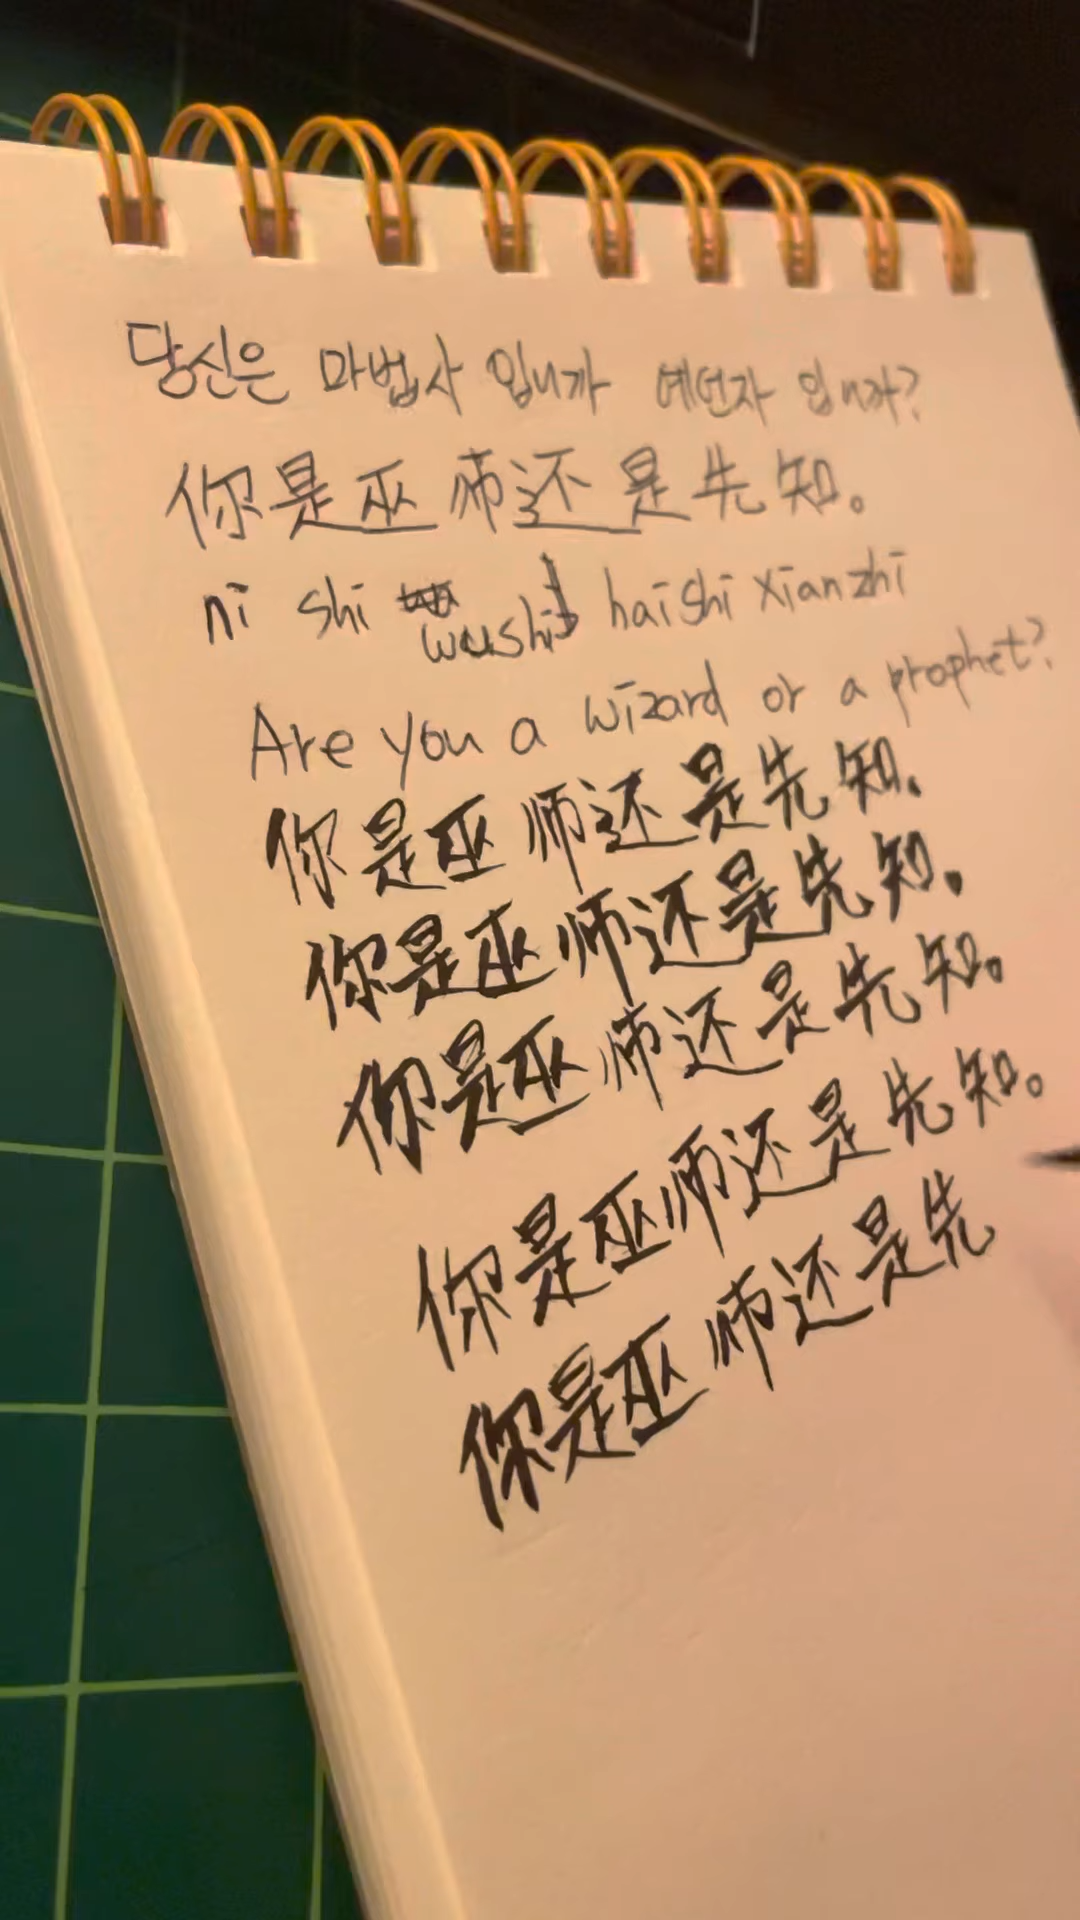 당신은 마법사 입니까 예언자 입니까?
你是巫师还是先知。
nǐ shì wushi haishi xianzhi
Are you a wizard or a prophet?
你是巫师还是先知.
你是巫师还是先知.
你是巫师还是先知。
你是巫师还是先知。
你是巫师还是先